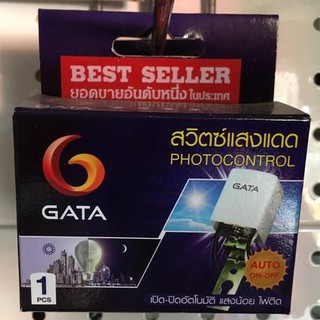 BEST SELLER
ยอดขายอันดับหนึ่งในประเทศ
สวิตซ์แสงแดด
PHOTOCONTROL
GATA
GATA
AUTO
ON-OFF
1
PCS
เปิด-ปิดอัตโนมัติ แสงน้อย ไฟติด